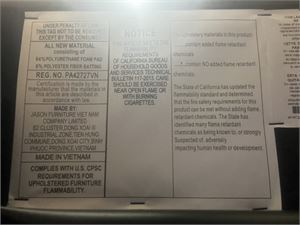 UNDER PENALTY OF LAW
THIS TAG NOT TO BE REMOVED
EXCEPT BY THE CONSUMER
ALL NEW MATERIAL
consisting of
94% POLYURETHANE FOAM PAD
6% POLYESTER FIBER BATTING
REG. NO. PA42727VN
Certification is made by the
manufacturer that the materials in
this article are described in
accordance with law.
MADE BY:
JASON FURNITURE VIET NAM
COMPANY LIMITED
B2 CLUSTER, DONG XOAI III
INDUSTRIAL ZONE, TIEN HUNG
COMMUNE, DONG XOAI CITY, BINH
PHUOC PROVINCE, VIETNAM
MADE IN VIETNAM
COMPLIES WITH U.S. CPSC
REQUIREMENTS FOR
UPHOLSTERED FURNITURE
FLAMMABILITY.
NOTICE
THIS ARTICLE MEETS THE
FLAMMABILITY
REQUIREMENTS
OF CALIFORNIA BUREAU
OF HOUSEHOLD GOODS
AND SERVICES TECHNICAL
BULLETIN 117-2013. CARE
SHOULD BE EXERCISED
NEAR OPEN FLAME OR
WITH BURNING
CIGARETTES.
upholstery materials in this product:
contain added flame retardant
chemicals
contain NO added flame retardant
chemicals
The State of California has updated the
flammability standard and determined
that the fire safety requirements for this
product can be met without adding flame
retardant chemicals. The State has
identified many flame retardant
chemicals as being known to, or strongly
Suspected of, adversely
impacting human health or development.